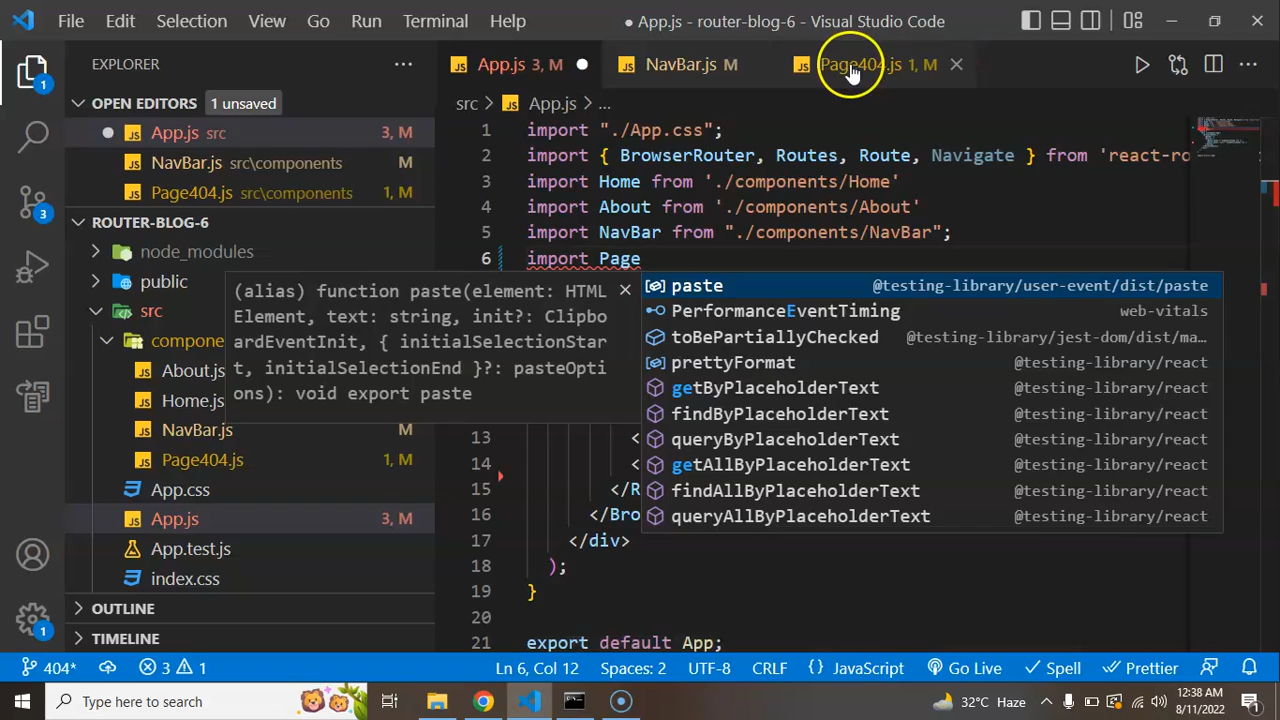 File Edit Selection View Go Run Terminal Help
● App.js - router-blog-6 - Visual Studio Code
EXPLORER
OPEN EDITORS 1 unsaved
App.js src 3, M
NavBar.js src\components M
Page404.js src\components 1, M
ROUTER-BLOG-6
node_modules
public
src
compone
About.js
Home.js
NavBar.js M
Page404.js 1, M
App.css
App.js 3, M
App.test.js
index.css
OUTLINE
TIMELINE
App.js 3, M
NavBar.js M
Page404.js 1, M
src > App.js > ...
1 import "./App.css";
2 import { BrowserRouter, Routes, Route, Navigate } from 'react-ro
3 import Home from './components/Home'
4 import About from './components/About'
5 import NavBar from "./components/NavBar";
6 import Page
(alias) function paste(element: HTML
Element, text: string, init?: Clipbo
ardEventInit, { initialSelectionStar
t, initialSelectionEnd }?: pasteOpti
ons): void export paste
paste @testing-library/user-event/dist/paste
PerformanceEventTiming web-vitals
toBePartiallyChecked @testing-library/jest-dom/dist/ma...
prettyFormat @testing-library/react
getByPlaceholderText @testing-library/react
findByPlaceholderText @testing-library/react
queryByPlaceholderText @testing-library/react
getAllByPlaceholderText @testing-library/react
findAllByPlaceholderText @testing-library/react
queryAllByPlaceholderText @testing-library/react
13 <
14 <
15 </R
16 </Bro
17 </div>
18 );
19 }
20
21 export default App;
404* 3 1 Ln 6, Col 12 Spaces: 2 UTF-8 CRLF { } JavaScript Go Live Spell Prettier
Type here to search
32°C Haze
12:38 AM
8/11/2022